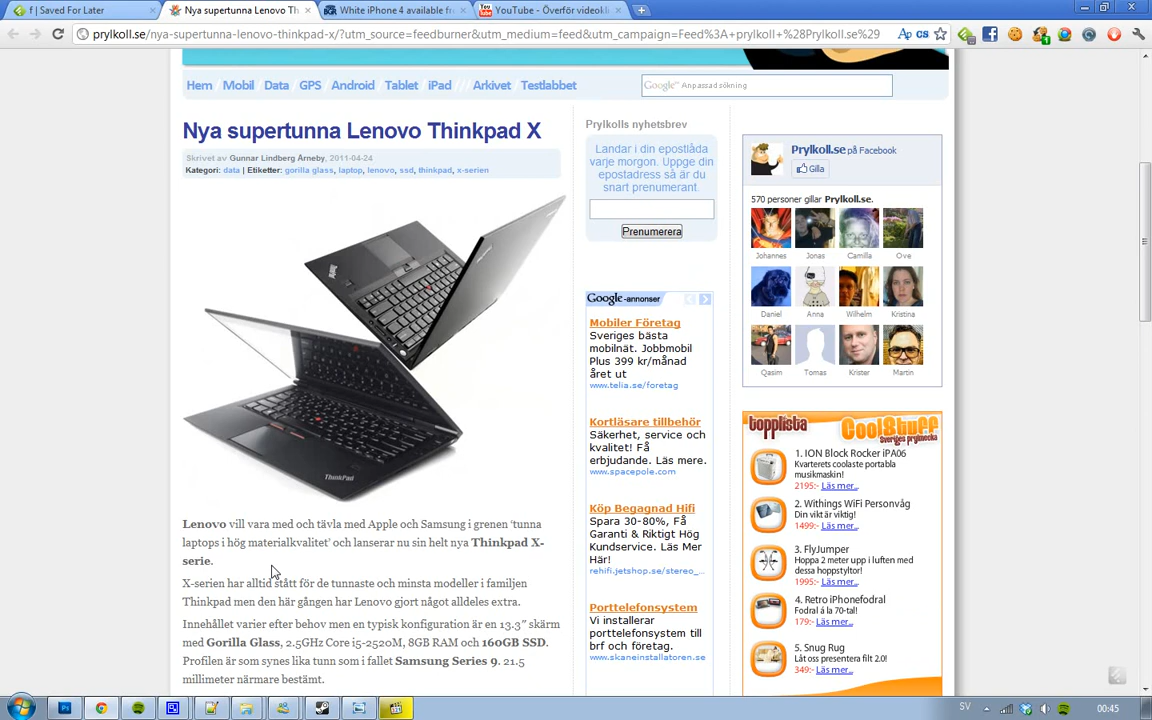 f | Saved For Later
Nya supertunna Lenovo Th
White iPhone 4 available fr
YouTube - Överför videokli
prylkoll.se/nya-supertunna-lenovo-thinkpad-x/?utm_source=feedburner&utm_medium=feed&utm_campaign=Feed%3A+prylkoll+%28Prylkoll.se%29
Hem Mobil Data GPS Android Tablet iPad /// Arkivet Testlabbet
Google™ Anpassad sökning
Nya supertunna Lenovo Thinkpad X
Skrivet av Gunnar Lindberg Årneby, 2011-04-24
Kategori: data | Etiketter: gorilla glass, laptop, lenovo, ssd, thinkpad, x-serien
ThinkPad
Lenovo vill vara med och tävla med Apple och Samsung i grenen 'tunna
laptops i hög materialkvalitet' och lanserar nu sin helt nya Thinkpad X-
serie.
X-serien har alltid stått för de tunnaste och minsta modeller i familjen
Thinkpad men den här gången har Lenovo gjort något alldeles extra.
Innehållet varier efter behov men en typisk konfiguration är en 13.3″ skärm
med Gorilla Glass, 2.5GHz Core i5-2520M, 8GB RAM och 160GB SSD.
Profilen är som synes lika tunn som i fallet Samsung Series 9. 21.5
millimeter närmare bestämt.
Prylkolls nyhetsbrev
Landar i din epostlåda
varje morgon. Uppge din
epostadress så är du
snart prenumerant.
Prenumerera
Google-annonser
Mobiler Företag
Sveriges bästa
mobilnät. Jobbmobil
Plus 399 kr/månad
året ut
www.telia.se/foretag
Kortläsare tillbehör
Säkerhet, service och
kvalitet! Få
erbjudande. Läs mere.
www.spacepole.com
Köp Begagnad Hifi
Spara 30-80%, Få
Garanti & Riktigt Hög
Kundservice. Läs Mer
Här!
rehifi.jetshop.se/stereo_...
Porttelefonsystem
Vi installerar
porttelefonsystem till
brf och företag.
www.skaneinstallatoren.se
Prylkoll.se på Facebook
Gilla
570 personer gillar Prylkoll.se.
Johannes Jonas Camilla Ove
Daniel Anna Wilhelm Kristina
Qasim Tomas Krister Martin
topplista
CoolStuff
Sveriges prylmecka
1. ION Block Rocker iPA06
Kvarterets coolaste portabla
musikmaskin!
2195:- Läs mer...
2. Withings WiFi Personvåg
Din vikt är viktig!
1499:- Läs mer...
3. FlyJumper
Hoppa 2 meter upp i luften med
dessa hoppstyltor!
1995:- Läs mer...
4. Retro iPhonefodral
Fodral á la 70-tal!
179:- Läs mer...
5. Snug Rug
Låt oss presentera filt 2.0!
349:- Läs mer...
SV
00:45